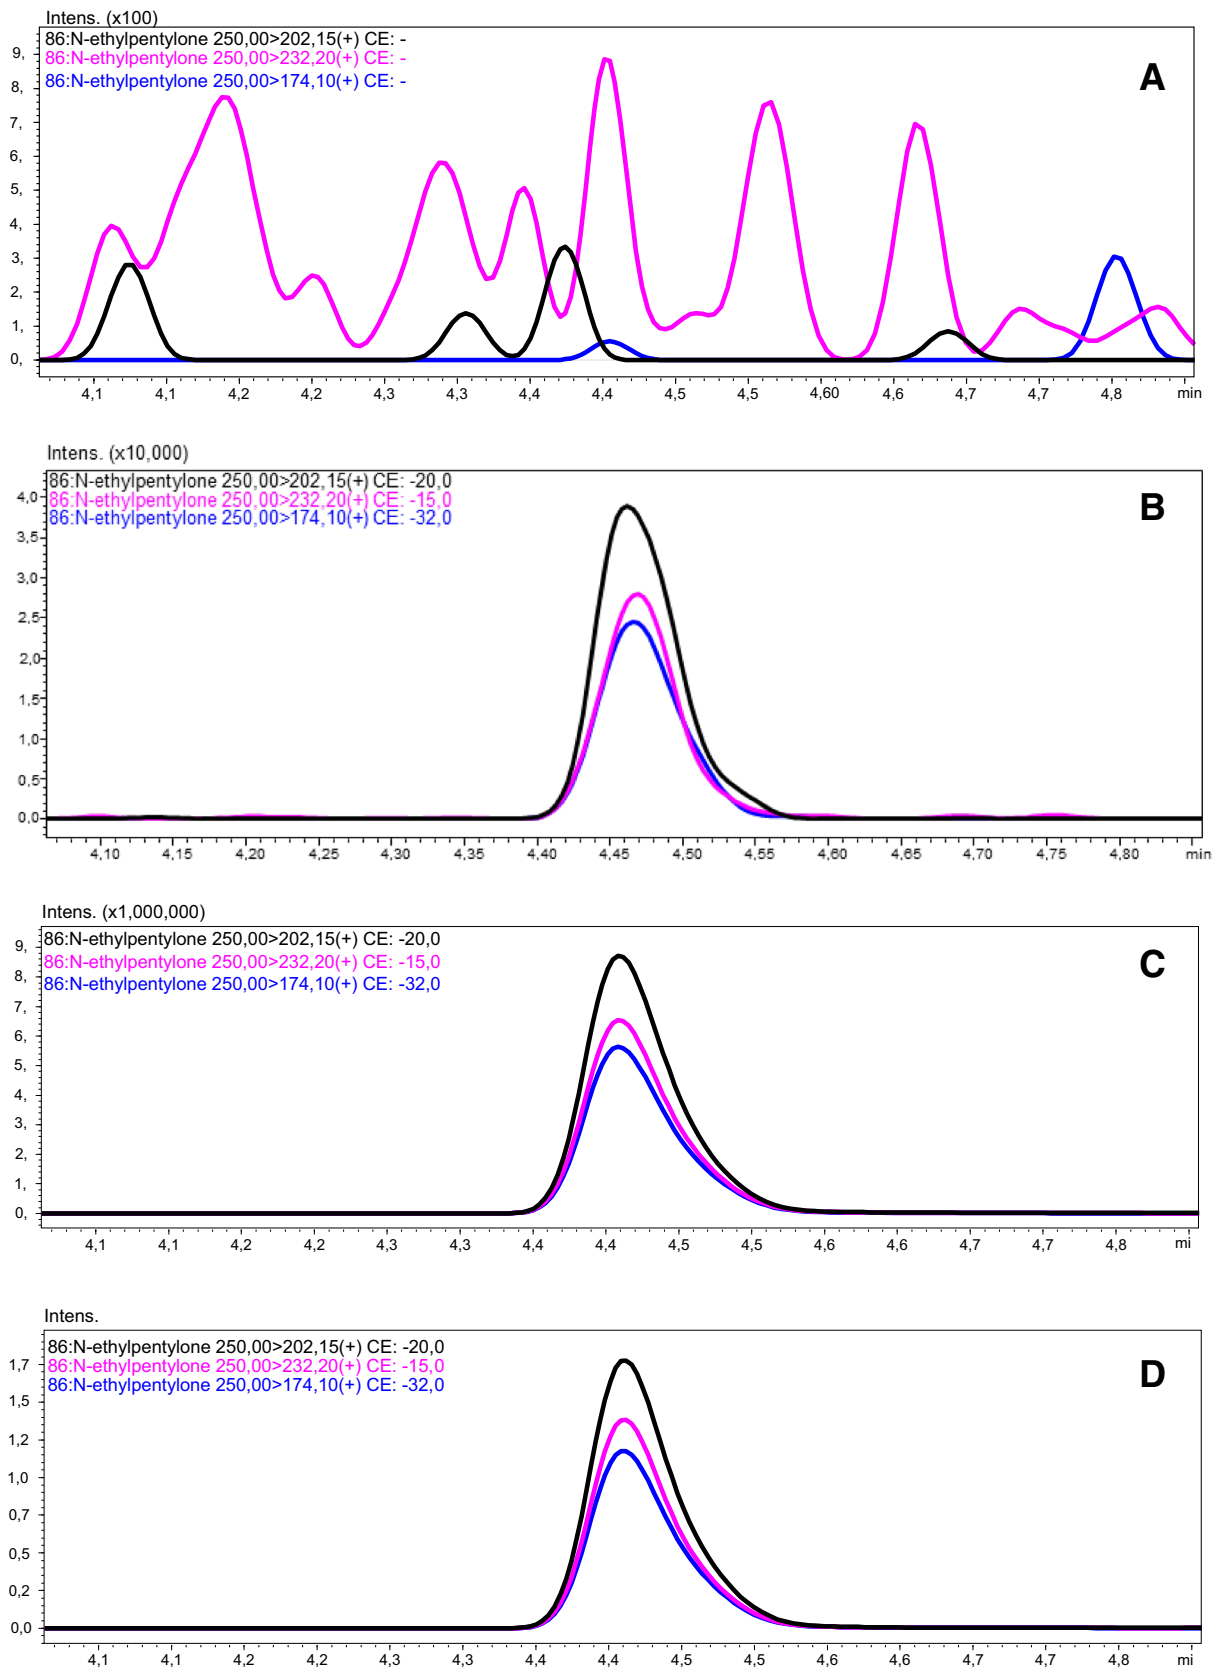 Intens. (x100)
86:N-ethylpentylone 250,00>202,15(+) CE: -
86:N-ethylpentylone 250,00>232,20(+) CE: -
86:N-ethylpentylone 250,00>174,10(+) CE: -
A
9,
8,
7,
6,
5,
4,
3,
2,
1,
0,
4,1 4,1 4,2 4,2 4,3 4,3 4,4 4,4 4,5 4,5 4,60 4,6 4,7 4,7 4,8 min
Intens. (x10,000)
86:N-ethylpentylone 250,00>202,15(+) CE: -20,0
86:N-ethylpentylone 250,00>232,20(+) CE: -15,0
86:N-ethylpentylone 250,00>174,10(+) CE: -32,0
B
4,0
3,5
3,0
2,5
2,0
1,5
1,0
0,5
0,0
4,10 4,15 4,20 4,25 4,30 4,35 4,40 4,45 4,50 4,55 4,60 4,65 4,70 4,75 4,80 min
Intens. (x1,000,000)
86:N-ethylpentylone 250,00>202,15(+) CE: -20,0
86:N-ethylpentylone 250,00>232,20(+) CE: -15,0
86:N-ethylpentylone 250,00>174,10(+) CE: -32,0
C
9,
8,
7,
6,
5,
4,
3,
2,
1,
0,
4,1 4,1 4,2 4,2 4,3 4,3 4,4 4,4 4,5 4,5 4,6 4,6 4,7 4,7 4,8 mi
Intens.
86:N-ethylpentylone 250,00>202,15(+) CE: -20,0
86:N-ethylpentylone 250,00>232,20(+) CE: -15,0
86:N-ethylpentylone 250,00>174,10(+) CE: -32,0
D
1,7
1,5
1,2
1,0
0,7
0,5
0,2
0,0
4,1 4,1 4,2 4,2 4,3 4,3 4,4 4,4 4,5 4,5 4,6 4,6 4,7 4,7 4,8 mi